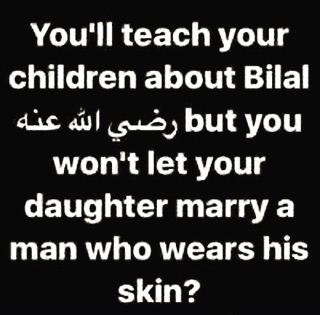 You'll teach your
children about Bilal
رضي الله عنه but you
won't let your
daughter marry a
man who wears his
skin?